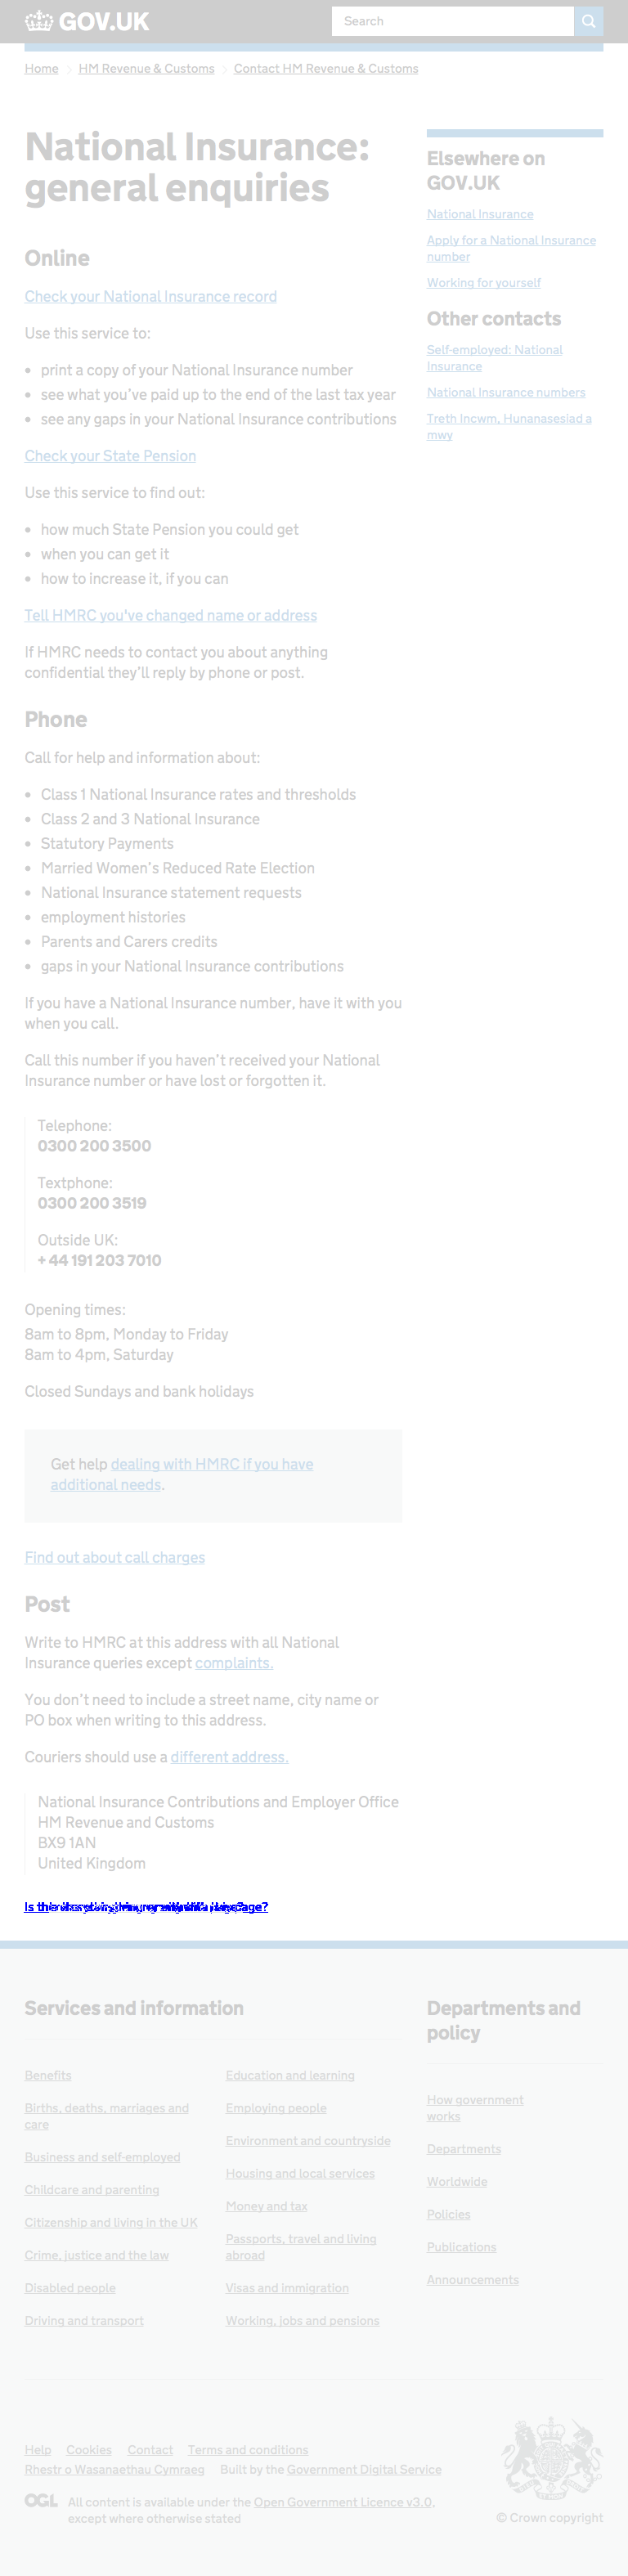 GOV.UK
Search
Home
HM Revenue & Customs
Contact HM Revenue & Customs
National Insurance:
general enquiries
Online
Check your National Insurance record
Use this service to:
print a copy of your National Insurance number
see what you've paid up to the end of the last tax year
see any gaps in your National Insurance contributions
Check your State Pension
Use this service to find out:
how much State Pension you could get
when you can get it
how to increase it, if you can
Tell HMRC you've changed name or address
If HMRC needs to contact you about anything
confidential they'll reply by phone or post.
Phone
Call for help and information about:
Class 1 National Insurance rates and thresholds
Class 2 and 3 National Insurance
Statutory Payments
Married Women's Reduced Rate Election
National Insurance statement requests
employment histories
Parents and Carers credits
gaps in your National Insurance contributions
If you have a National Insurance number, have it with you
when you call.
Call this number if you haven't received your National
Insurance number or have lost or forgotten it.
Telephone:
0300 200 3500
Textphone:
0300 200 3519
Outside UK:
+44 191 203 7010
Opening times:
8am to 8pm, Monday to Friday
8am to 4pm, Saturday
Closed Sundays and bank holidays
Get help dealing with HMRC if you have
additional needs.
Find out about call charges
Post
Write to HMRC at this address with all National
Insurance queries except complaints.
You don't need to include a street name, city name or
PO box when writing to this address.
Couriers should use a different address.
National Insurance Contributions and Employer Office
HM Revenue and Customs
BX9 1AN
United Kingdom
Elsewhere on
GOV.UK
National Insurance
Apply for a National Insurance
number
Working for yourself
Other contacts
Self-employed: National
Insurance
National Insurance numbers
Treth Incwm, Hunanasesiad a
mwy
Services and information
Benefits
Births, deaths, marriages and
care
Business and self-employed
Childcare and parenting
Citizenship and living in the UK
Crime, justice and the law
Disabled people
Driving and transport
Education and learning
Employing people
Environment and countryside
Housing and local services
Money and tax
Passports, travel and living
abroad
Visas and immigration
Working, jobs and pensions
Departments and
policy
How government
works
Departments
Worldwide
Policies
Publications
Announcements
Help Cookies Contact Terms and conditions
Rhestr o Wasanaethau Cymraeg Built by the Government Digital Service
OGL All content is available under the Open Government Licence v3.0,
except where otherwise stated
© Crown copyright